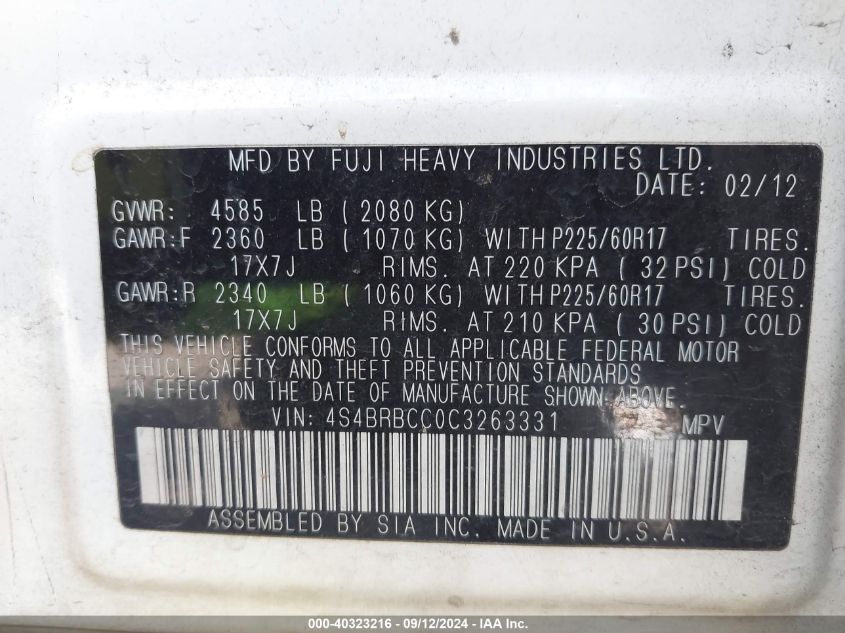 MFD BY FUJI HEAVY INDUSTRIES LTD.
DATE: 02/12
GVWR: 4585 LB ( 2080 KG)
GAWR:F 2360 LB ( 1070 KG) WITH P225/60R17 TIRES.
17X7J RIMS. AT 220 KPA ( 32 PSI) COLD
GAWR:R 2340 LB ( 1060 KG) WITH P225/60R17 TIRES.
17X7J RIMS. AT 210 KPA ( 30 PSI) COLD
THIS VEHICLE CONFORMS TO ALL APPLICABLE FEDERAL MOTOR
VEHICLE SAFETY AND THEFT PREVENTION STANDARDS
IN EFFECT ON THE DATE OF MANUFACTURE SHOWN ABOVE.
VIN: 4S4BRBCC0C3263331 MPV
ASSEMBLED BY SIA INC. MADE IN U.S.A.
000-40323216 - 09/12/2024 - IAA Inc.